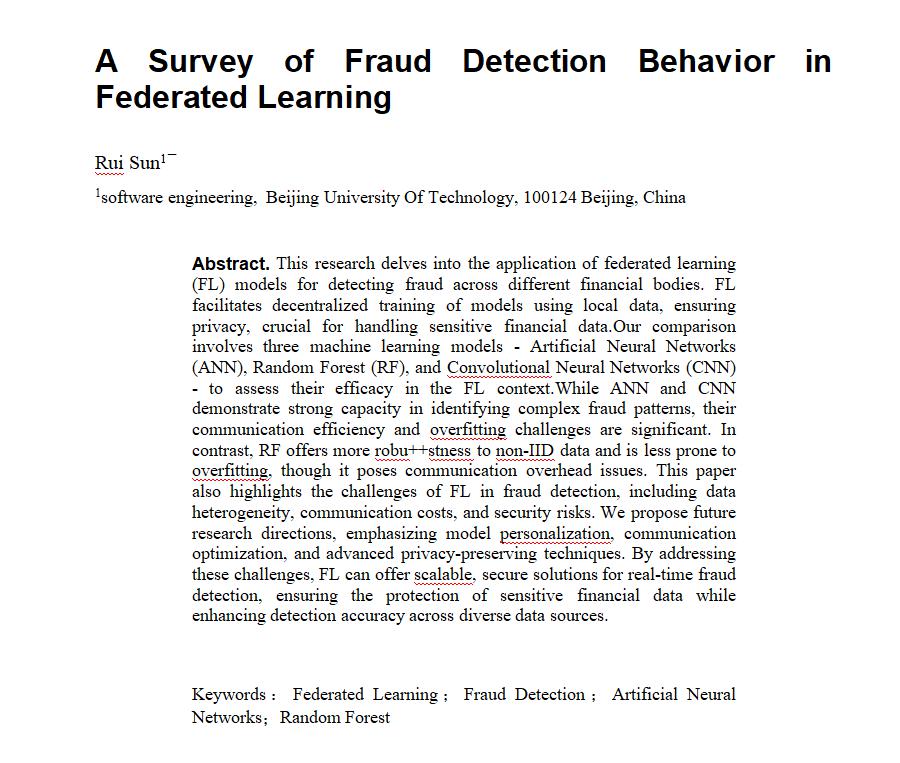 A Survey of Fraud Detection Behavior in
Federated Learning
Rui Sun¹⁻
¹software engineering, Beijing University Of Technology, 100124 Beijing, China
Abstract. This research delves into the application of federated learning
(FL) models for detecting fraud across different financial bodies. FL
facilitates decentralized training of models using local data, ensuring
privacy, crucial for handling sensitive financial data.Our comparison
involves three machine learning models - Artificial Neural Networks
(ANN), Random Forest (RF), and Convolutional Neural Networks (CNN)
- to assess their efficacy in the FL context.While ANN and CNN
demonstrate strong capacity in identifying complex fraud patterns, their
communication efficiency and overfitting challenges are significant. In
contrast, RF offers more robu++stness to non-IID data and is less prone to
overfitting, though it poses communication overhead issues. This paper
also highlights the challenges of FL in fraud detection, including data
heterogeneity, communication costs, and security risks. We propose future
research directions, emphasizing model personalization, communication
optimization, and advanced privacy-preserving techniques. By addressing
these challenges, FL can offer scalable, secure solutions for real-time fraud
detection, ensuring the protection of sensitive financial data while
enhancing detection accuracy across diverse data sources.
Keywords： Federated Learning； Fraud Detection； Artificial Neural
Networks；Random Forest